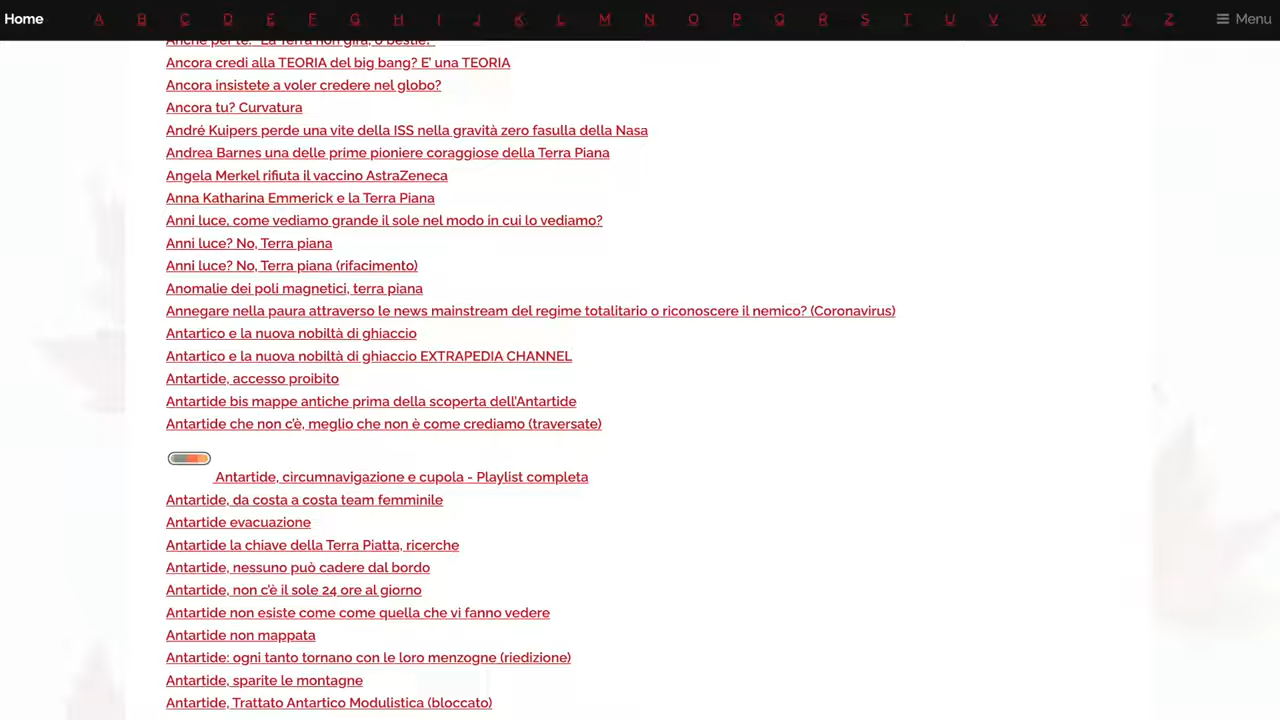 Home A B C D E F G H I J K L M N O P Q R S T U V W X Y Z Menu
Anche per te: "La Terra non gira, o bestie!"
Ancora credi alla TEORIA del big bang? E' una TEORIA
Ancora insistete a voler credere nel globo?
Ancora tu? Curvatura
André Kuipers perde una vite della ISS nella gravità zero fasulla della Nasa
Andrea Barnes una delle prime pioniere coraggiose della Terra Piana
Angela Merkel rifiuta il vaccino AstraZeneca
Anna Katharina Emmerick e la Terra Piana
Anni luce, come vediamo grande il sole nel modo in cui lo vediamo?
Anni luce? No, Terra piana
Anni luce? No, Terra piana (rifacimento)
Anomalie dei poli magnetici, terra piana
Annegare nella paura attraverso le news mainstream del regime totalitario o riconoscere il nemico? (Coronavirus)
Antartico e la nuova nobiltà di ghiaccio
Antartico e la nuova nobiltà di ghiaccio EXTRAPEDIA CHANNEL
Antartide, accesso proibito
Antartide bis mappe antiche prima della scoperta dell'Antartide
Antartide che non c'è, meglio che non è come crediamo (traversate)
Antartide, circumnavigazione e cupola - Playlist completa
Antartide, da costa a costa team femminile
Antartide evacuazione
Antartide la chiave della Terra Piatta, ricerche
Antartide, nessuno può cadere dal bordo
Antartide, non c'è il sole 24 ore al giorno
Antartide non esiste come come quella che vi fanno vedere
Antartide non mappata
Antartide: ogni tanto tornano con le loro menzogne (riedizione)
Antartide, sparite le montagne
Antartide, Trattato Antartico Modulistica (bloccato)